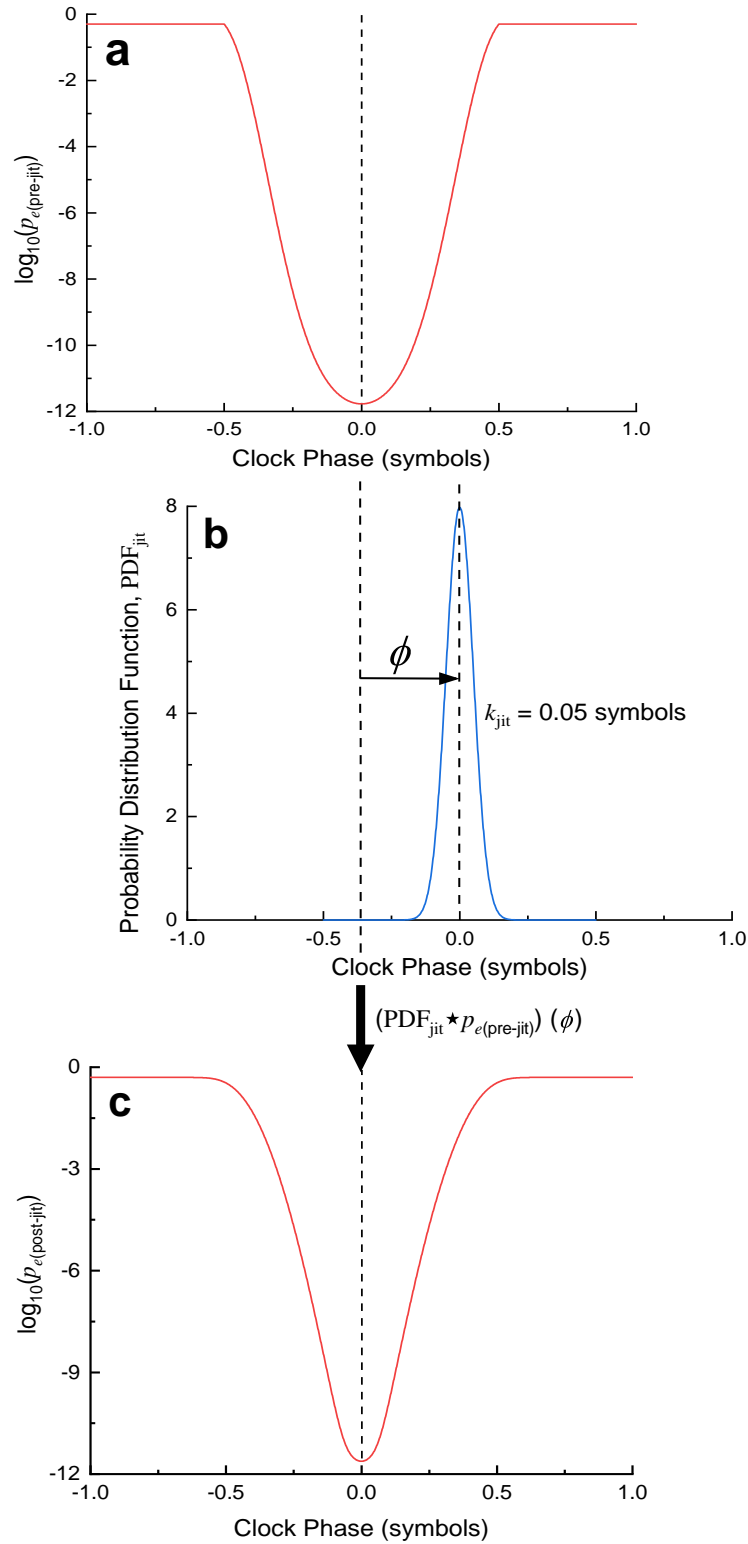 a
0
-2
-4
-6
-8
-10
-12
log10(pe(pre-jit))
-1.0 -0.5 0.0 0.5 1.0
Clock Phase (symbols)
b
8
6
4
2
0
Probability Distribution Function, PDFjit
ϕ
kjit = 0.05 symbols
-1.0 -0.5 0.0 0.5 1.0
Clock Phase (symbols)
(PDFjit★pe(pre-jit)) (ϕ)
c
0
-3
-6
-9
-12
log10(pe(post-jit))
-1.0 -0.5 0.0 0.5 1.0
Clock Phase (symbols)